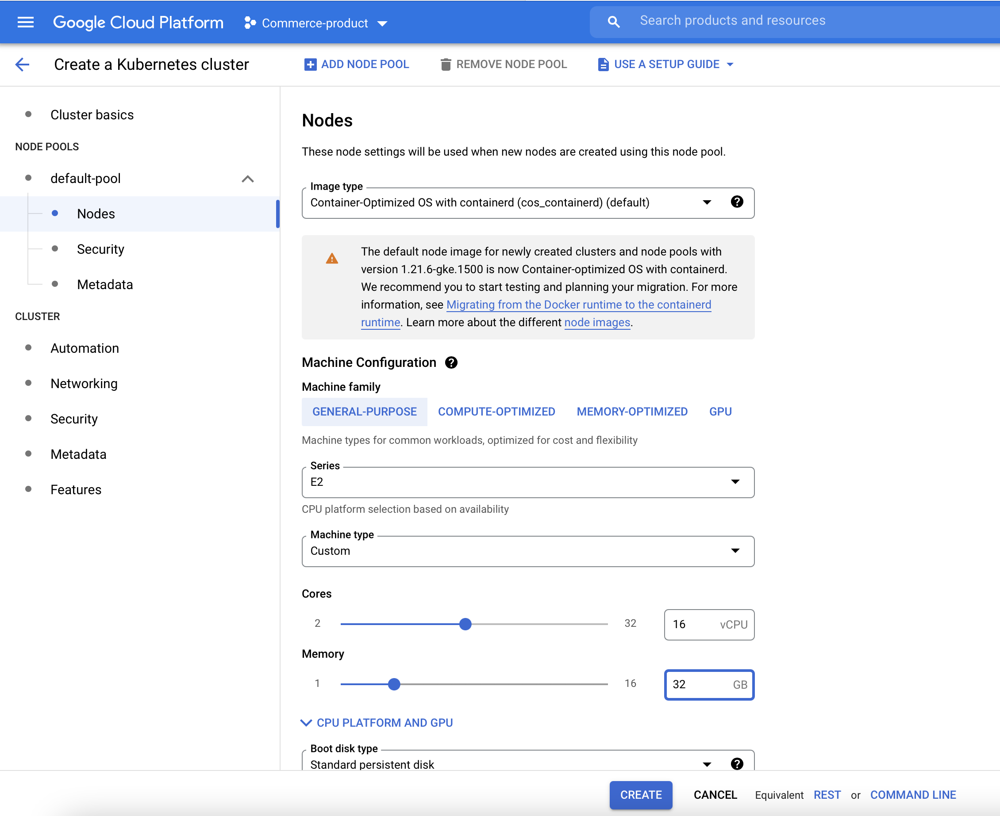 Google Cloud Platform
Commerce-product
Search products and resources
Create a Kubernetes cluster
ADD NODE POOL
REMOVE NODE POOL
USE A SETUP GUIDE
Cluster basics
NODE POOLS
default-pool
Nodes
Security
Metadata
CLUSTER
Automation
Networking
Security
Metadata
Features
Nodes
These node settings will be used when new nodes are created using this node pool.
Image type
Container-Optimized OS with containerd (cos_containerd) (default)
The default node image for newly created clusters and node pools with
version 1.21.6-gke.1500 is now Container-optimized OS with containerd.
We recommend you to start testing and planning your migration. For more
information, see Migrating from the Docker runtime to the containerd
runtime. Learn more about the different node images.
Machine Configuration
Machine family
GENERAL-PURPOSE
COMPUTE-OPTIMIZED
MEMORY-OPTIMIZED
GPU
Machine types for common workloads, optimized for cost and flexibility
Series
E2
CPU platform selection based on availability
Machine type
Custom
Cores
2
32
16 vCPU
Memory
1
16
32 GB
CPU PLATFORM AND GPU
Boot disk type
Standard persistent disk
CREATE
CANCEL
Equivalent REST or COMMAND LINE